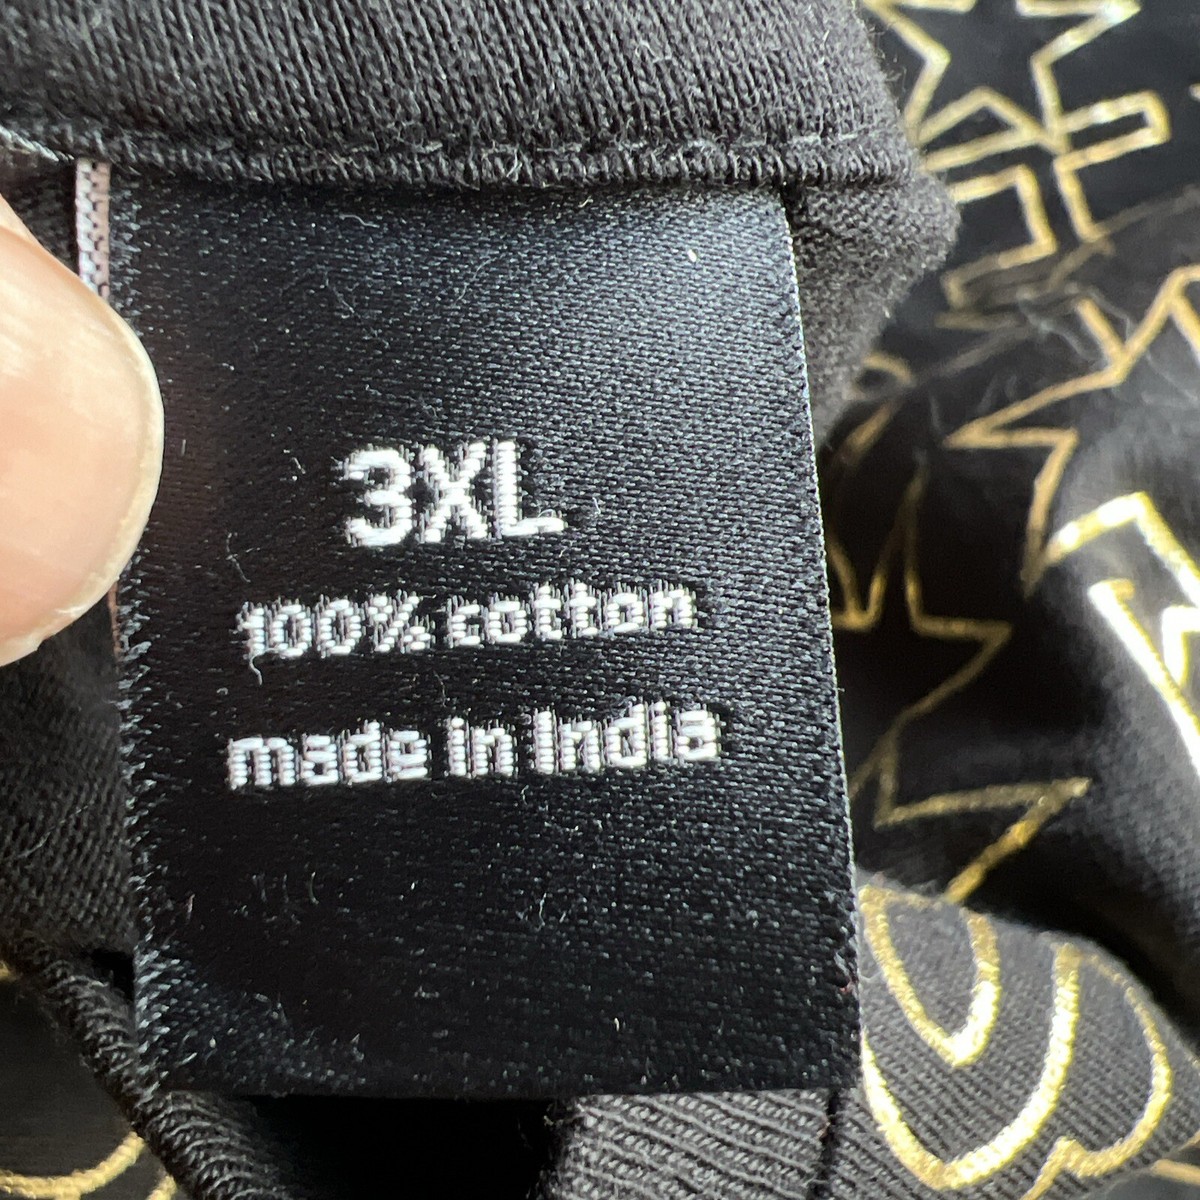 3XL
100% cotton
made in India